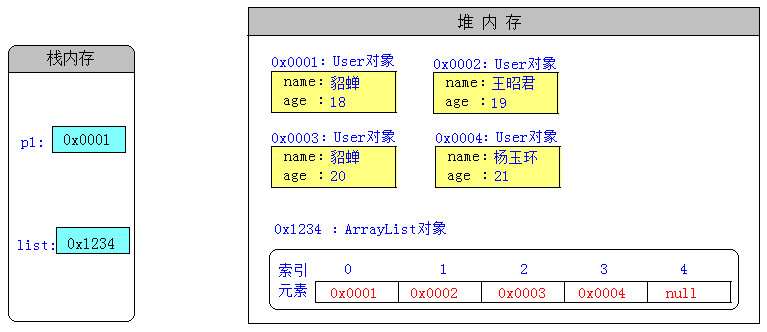 栈内存
p1: 0x0001
list: 0x1234
堆 内 存
0x0001: User对象
name: 貂蝉
age : 18
0x0002: User对象
name: 王昭君
age : 19
0x0003: User对象
name: 貂蝉
age : 20
0x0004: User对象
name: 杨玉环
age : 21
0x1234 : ArrayList对象
索引 0 1 2 3 4
元素 0x0001 0x0002 0x0003 0x0004 null